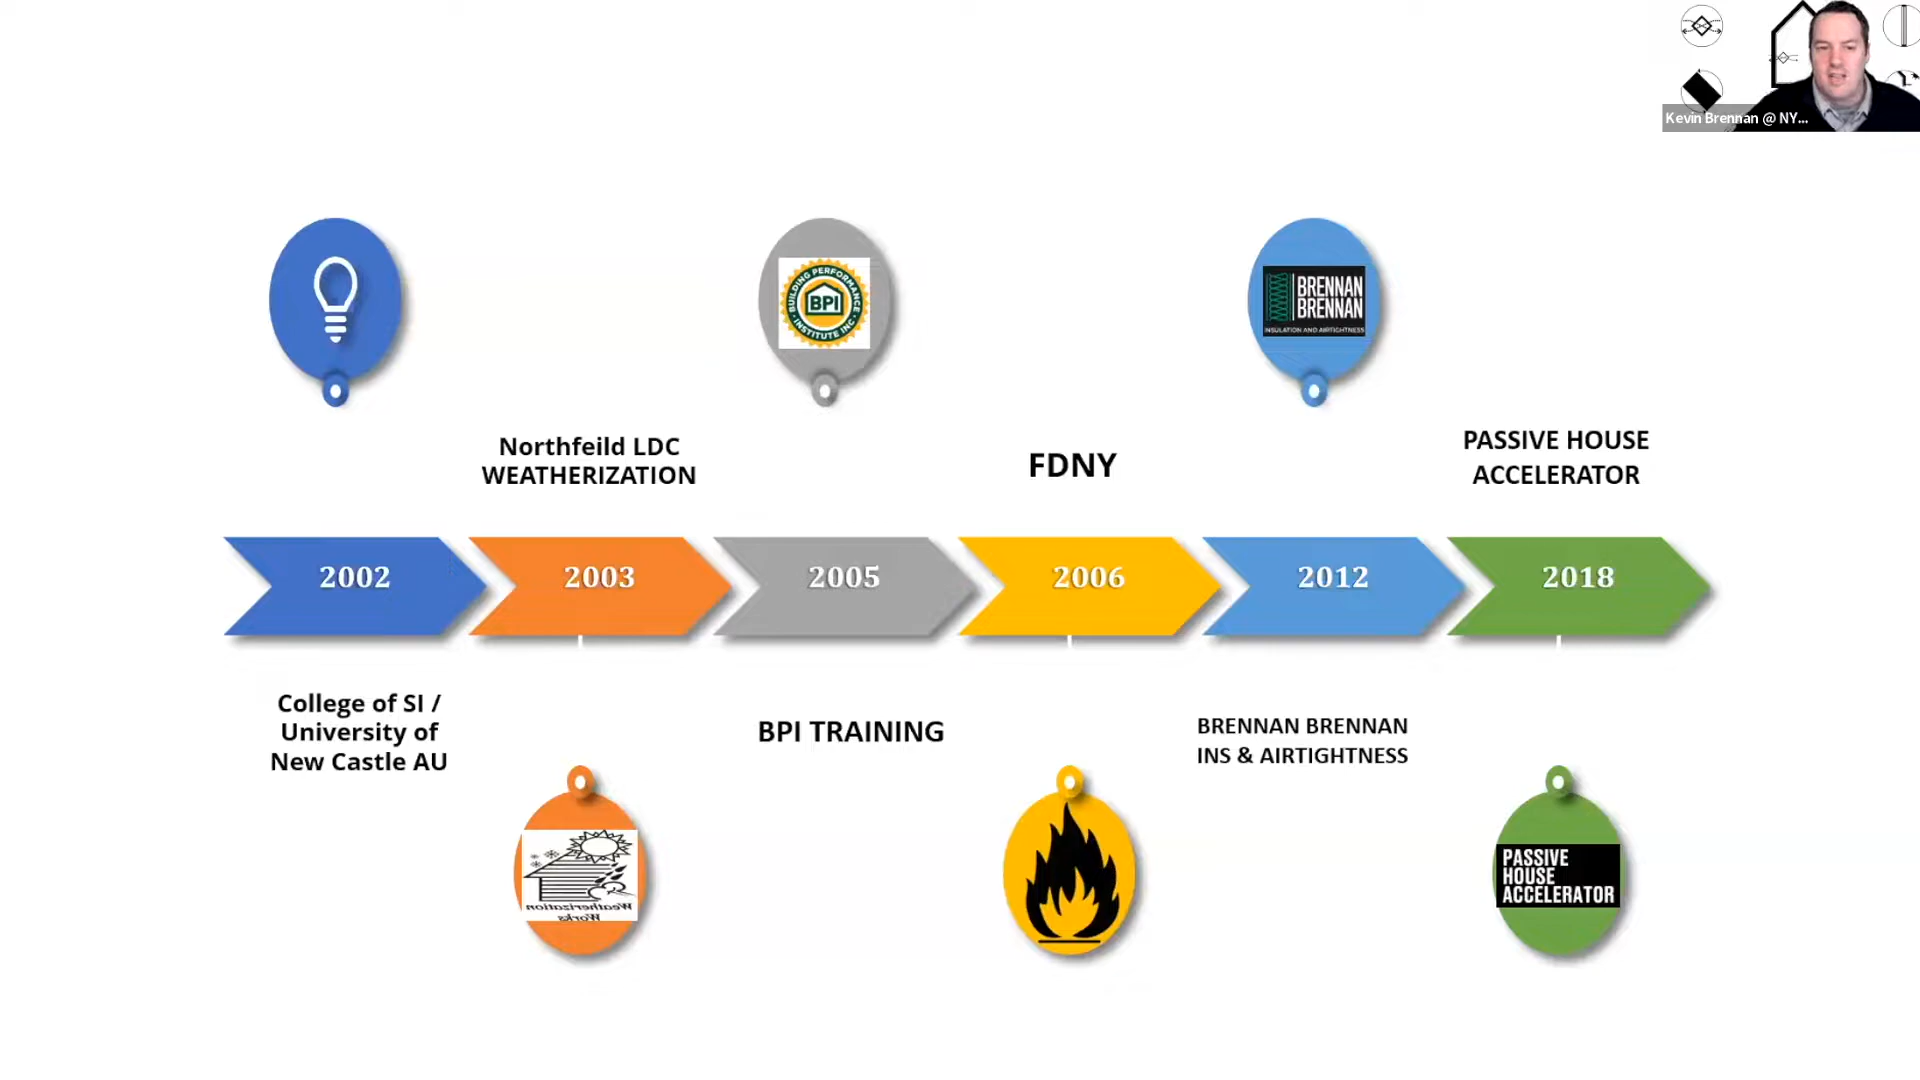 Kevin Brennan @ NY...
BUILDING PERFORMANCE
BPI
INSTITUTE INC
BRENNAN
BRENNAN
INSULATION AND AIRTIGHTNESS
Northfeild LDC
WEATHERIZATION
FDNY
PASSIVE HOUSE
ACCELERATOR
2002
2003
2005
2006
2012
2018
College of SI /
University of
New Castle AU
BPI TRAINING
BRENNAN BRENNAN
INS & AIRTIGHTNESS
Weatherization
Works
PASSIVE
HOUSE
ACCELERATOR